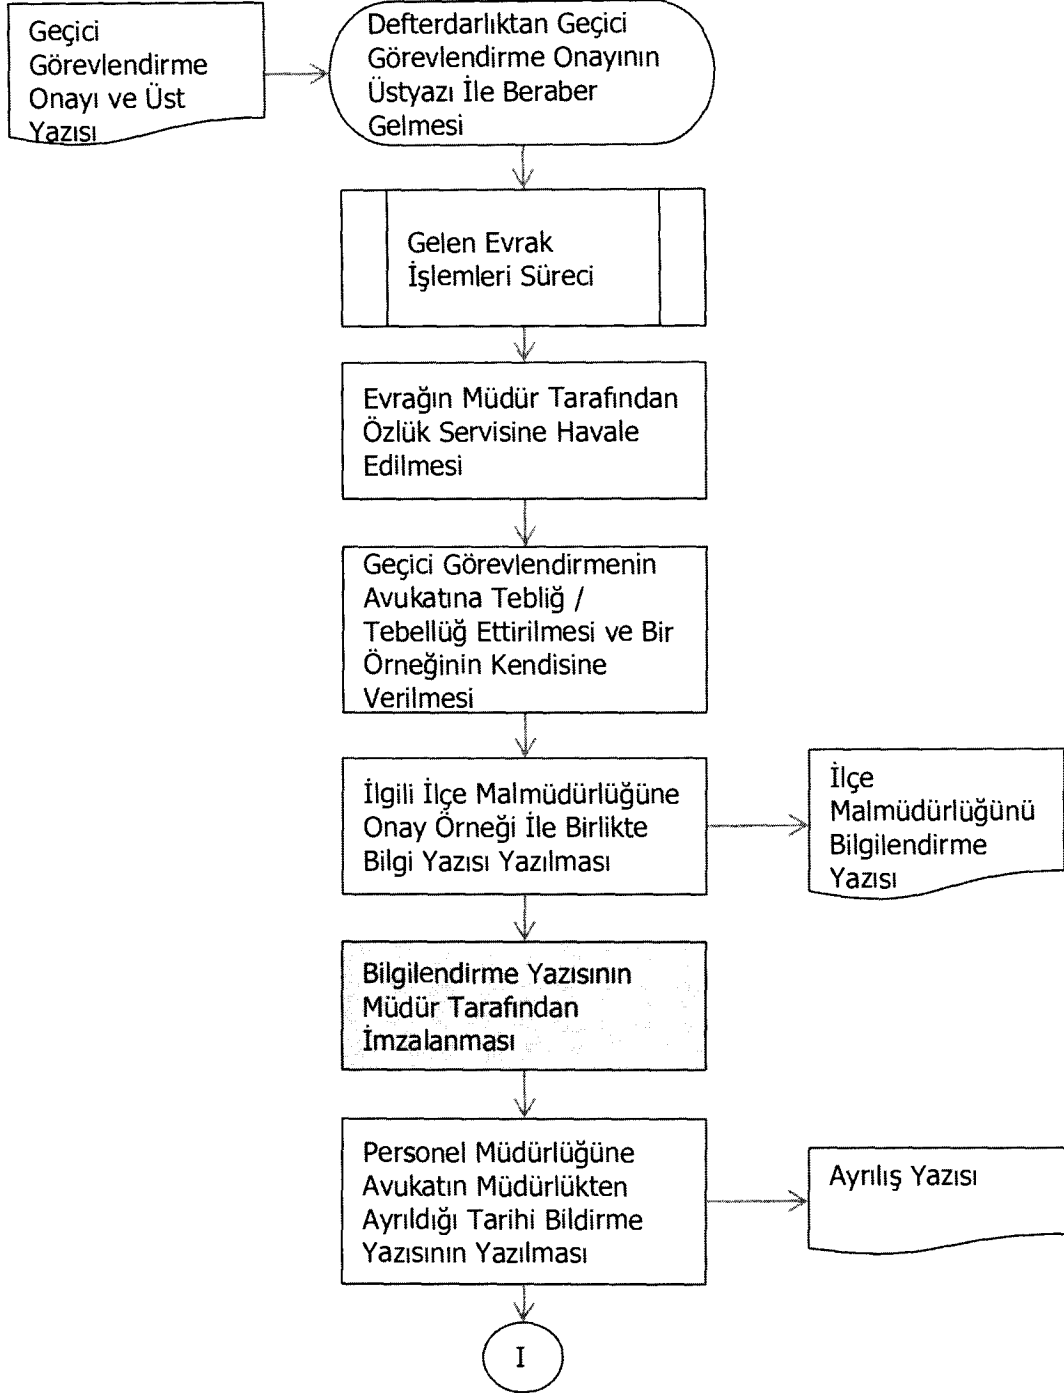 Geçici
Görevlendirme
Onayı ve Üst
Yazısı
Defterdarlıktan Geçici
Görevlendirme Onayının
Üstyazı İle Beraber
Gelmesi
Gelen Evrak
İşlemleri Süreci
Evrağın Müdür Tarafından
Özlük Servisine Havale
Edilmesi
Geçici Görevlendirmenin
Avukatına Tebliğ /
Tebellüğ Ettirilmesi ve Bir
Örneğinin Kendisine
Verilmesi
İlgili İlçe Malmüdürlüğüne
Onay Örneği İle Birlikte
Bilgi Yazısı Yazılması
İlçe
Malmüdürlüğünü
Bilgilendirme
Yazısı
Bilgilendirme Yazısının
Müdür Tarafından
İmzalanması
Personel Müdürlüğüne
Avukatın Müdürlükten
Ayrıldığı Tarihi Bildirme
Yazısının Yazılması
Ayrılış Yazısı
I